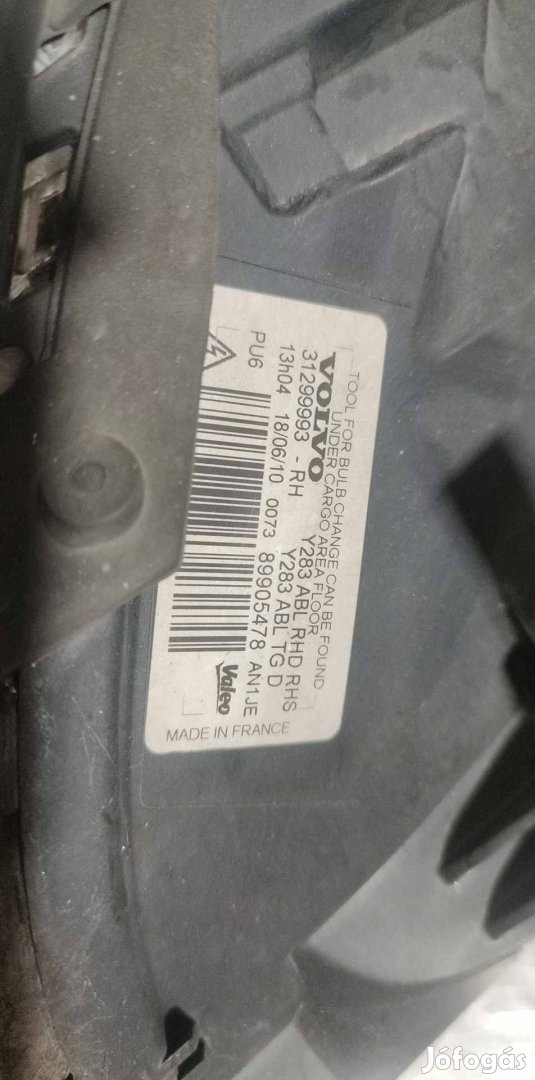 TOOL FOR BULB CHANGE CAN BE FOUND
UNDER CARGO AREA FLOOR
VOLVO
31299993 - RH Y283 ABL RHD RHS
13h04 18/06/10 0073 Y283 ABL TG D
PU6 89905478 AN1JE
Valeo
MADE IN FRANCE
Jófogás